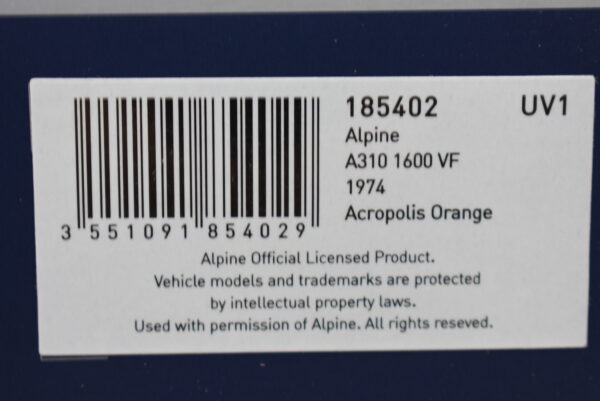 185402 UV1
Alpine
A310 1600 VF
1974
Acropolis Orange
3 551091 854029
Alpine Official Licensed Product.
Vehicle models and trademarks are protected
by intellectual property laws.
Used with permission of Alpine. All rights reseved.